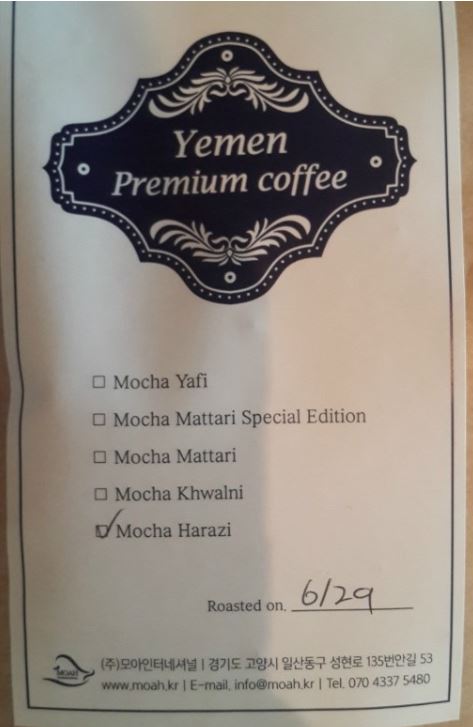 Yemen
Premium coffee
☐ Mocha Yafi
☐ Mocha Mattari Special Edition
☐ Mocha Mattari
☐ Mocha Khwalni
☑ Mocha Harazi
Roasted on. 6/29
MOAH
(주)모아인터네셔널 | 경기도 고양시 일산동구 성현로 135번안길 53
www.moah.kr | E-mail. info@moah.kr | Tel. 070 4337 5480